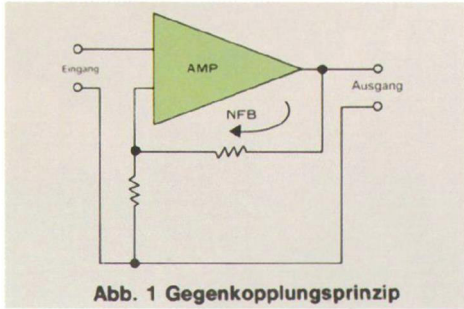 AMP
Eingang
Ausgang
NFB
Abb. 1 Gegenkopplungsprinzip